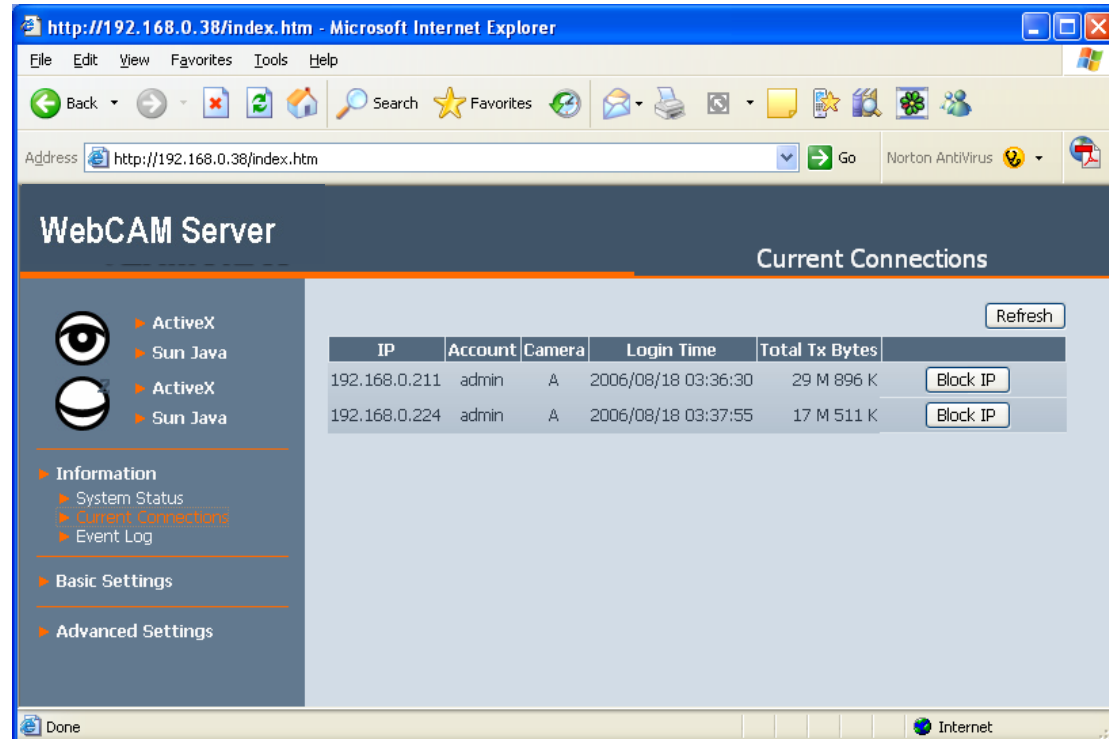 http://192.168.0.38/index.htm - Microsoft Internet Explorer
File Edit View Favorites Tools Help
Back Search Favorites
Address http://192.168.0.38/index.htm Go Norton AntiVirus
WebCAM Server
Current Connections
ActiveX
Sun Java
ActiveX
Sun Java
Information
System Status
Current Connections
Event Log
Basic Settings
Advanced Settings
Refresh
IP Account Camera Login Time Total Tx Bytes
192.168.0.211 admin A 2006/08/18 03:36:30 29 M 896 K Block IP
192.168.0.224 admin A 2006/08/18 03:37:55 17 M 511 K Block IP
Done Internet